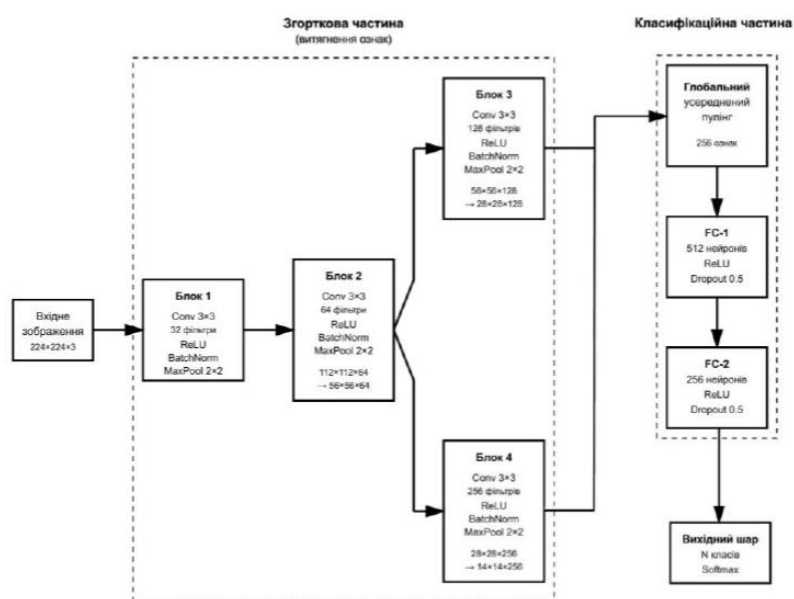 Згорткова частина
(витягнення ознак)
Класифікаційна частина
Вхідне
зображення
224×224×3
Блок 1
Conv 3×3
32 фільтри
ReLU
BatchNorm
MaxPool 2×2
Блок 2
Conv 3×3
64 фільтри
ReLU
BatchNorm
MaxPool 2×2
112×112×64
→ 56×56×64
Блок 3
Conv 3×3
128 фільтрів
ReLU
BatchNorm
MaxPool 2×2
56×56×128
→ 28×28×128
Блок 4
Conv 3×3
256 фільтрів
ReLU
BatchNorm
MaxPool 2×2
28×28×256
→ 14×14×256
Глобальний
усереднений
пулінг
256 ознак
FC-1
512 нейронів
ReLU
Dropout 0.5
FC-2
256 нейронів
ReLU
Dropout 0.5
Вихідний шар
N класів
Softmax